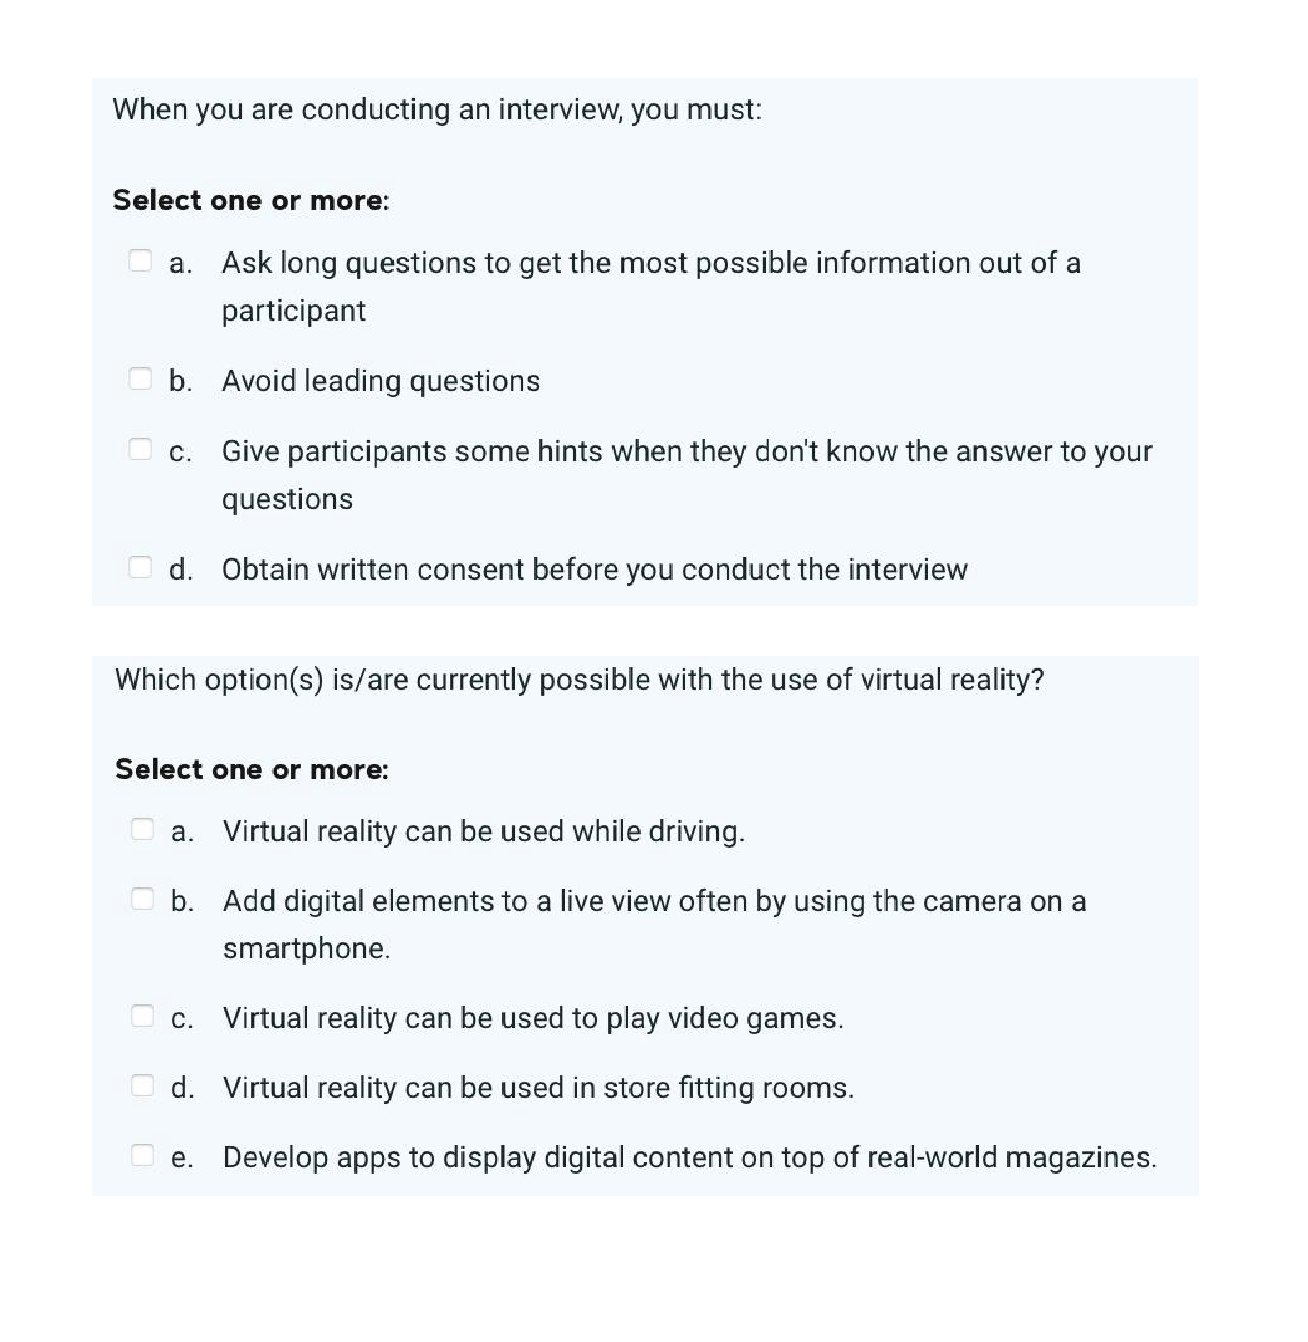 When you are conducting an interview, you must:
Select one or more:
a. Ask long questions to get the most possible information out of a
participant
b. Avoid leading questions
c. Give participants some hints when they don't know the answer to your
questions
d. Obtain written consent before you conduct the interview
Which option(s) is/are currently possible with the use of virtual reality?
Select one or more:
a. Virtual reality can be used while driving.
b. Add digital elements to a live view often by using the camera on a
smartphone.
c. Virtual reality can be used to play video games.
d. Virtual reality can be used in store fitting rooms.
e. Develop apps to display digital content on top of real-world magazines.